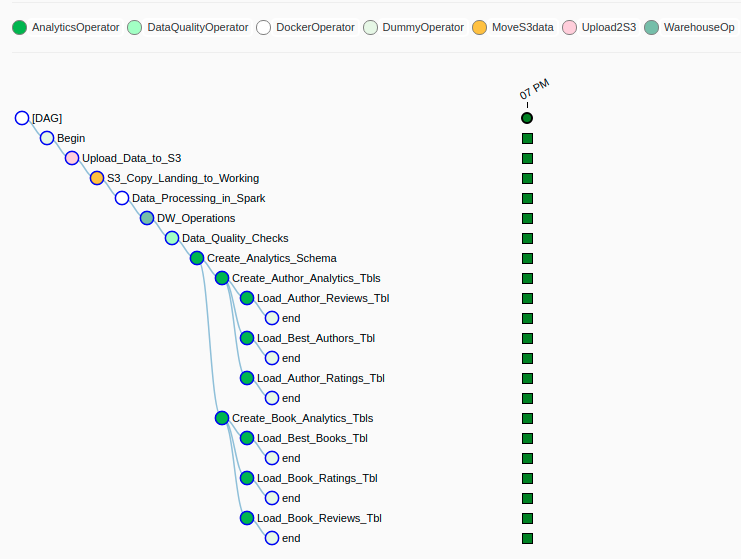 AnalyticsOperator DataQualityOperator DockerOperator DummyOperator MoveS3data Upload2S3 WarehouseOp
07 PM
[DAG]
Begin
Upload_Data_to_S3
S3_Copy_Landing_to_Working
Data_Processing_in_Spark
DW_Operations
Data_Quality_Checks
Create_Analytics_Schema
Create_Author_Analytics_Tbls
Load_Author_Reviews_Tbl
end
Load_Best_Authors_Tbl
end
Load_Author_Ratings_Tbl
end
Create_Book_Analytics_Tbls
Load_Best_Books_Tbl
end
Load_Book_Ratings_Tbl
end
Load_Book_Reviews_Tbl
end